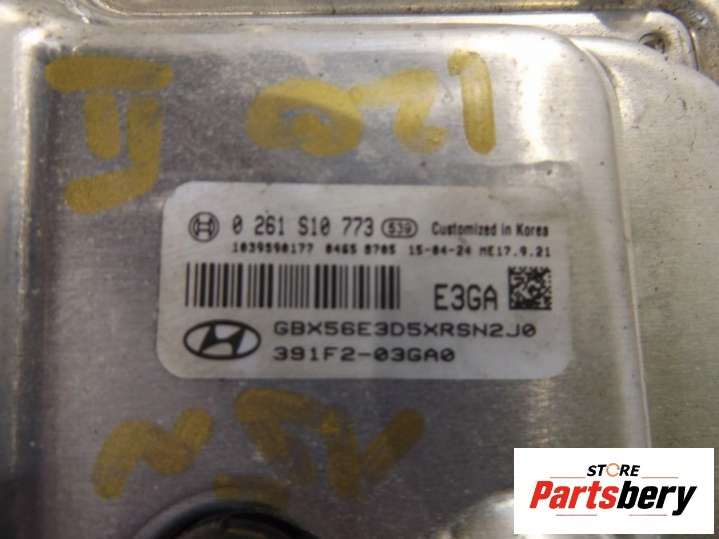 0 261 S10 773 539 Customized in Korea
1039S90177 0465 8705 15-04-24 ME17.9.21
E3GA
GBX56E3D5XRSN2J0
391F2-03GA0
STORE
Partsbery